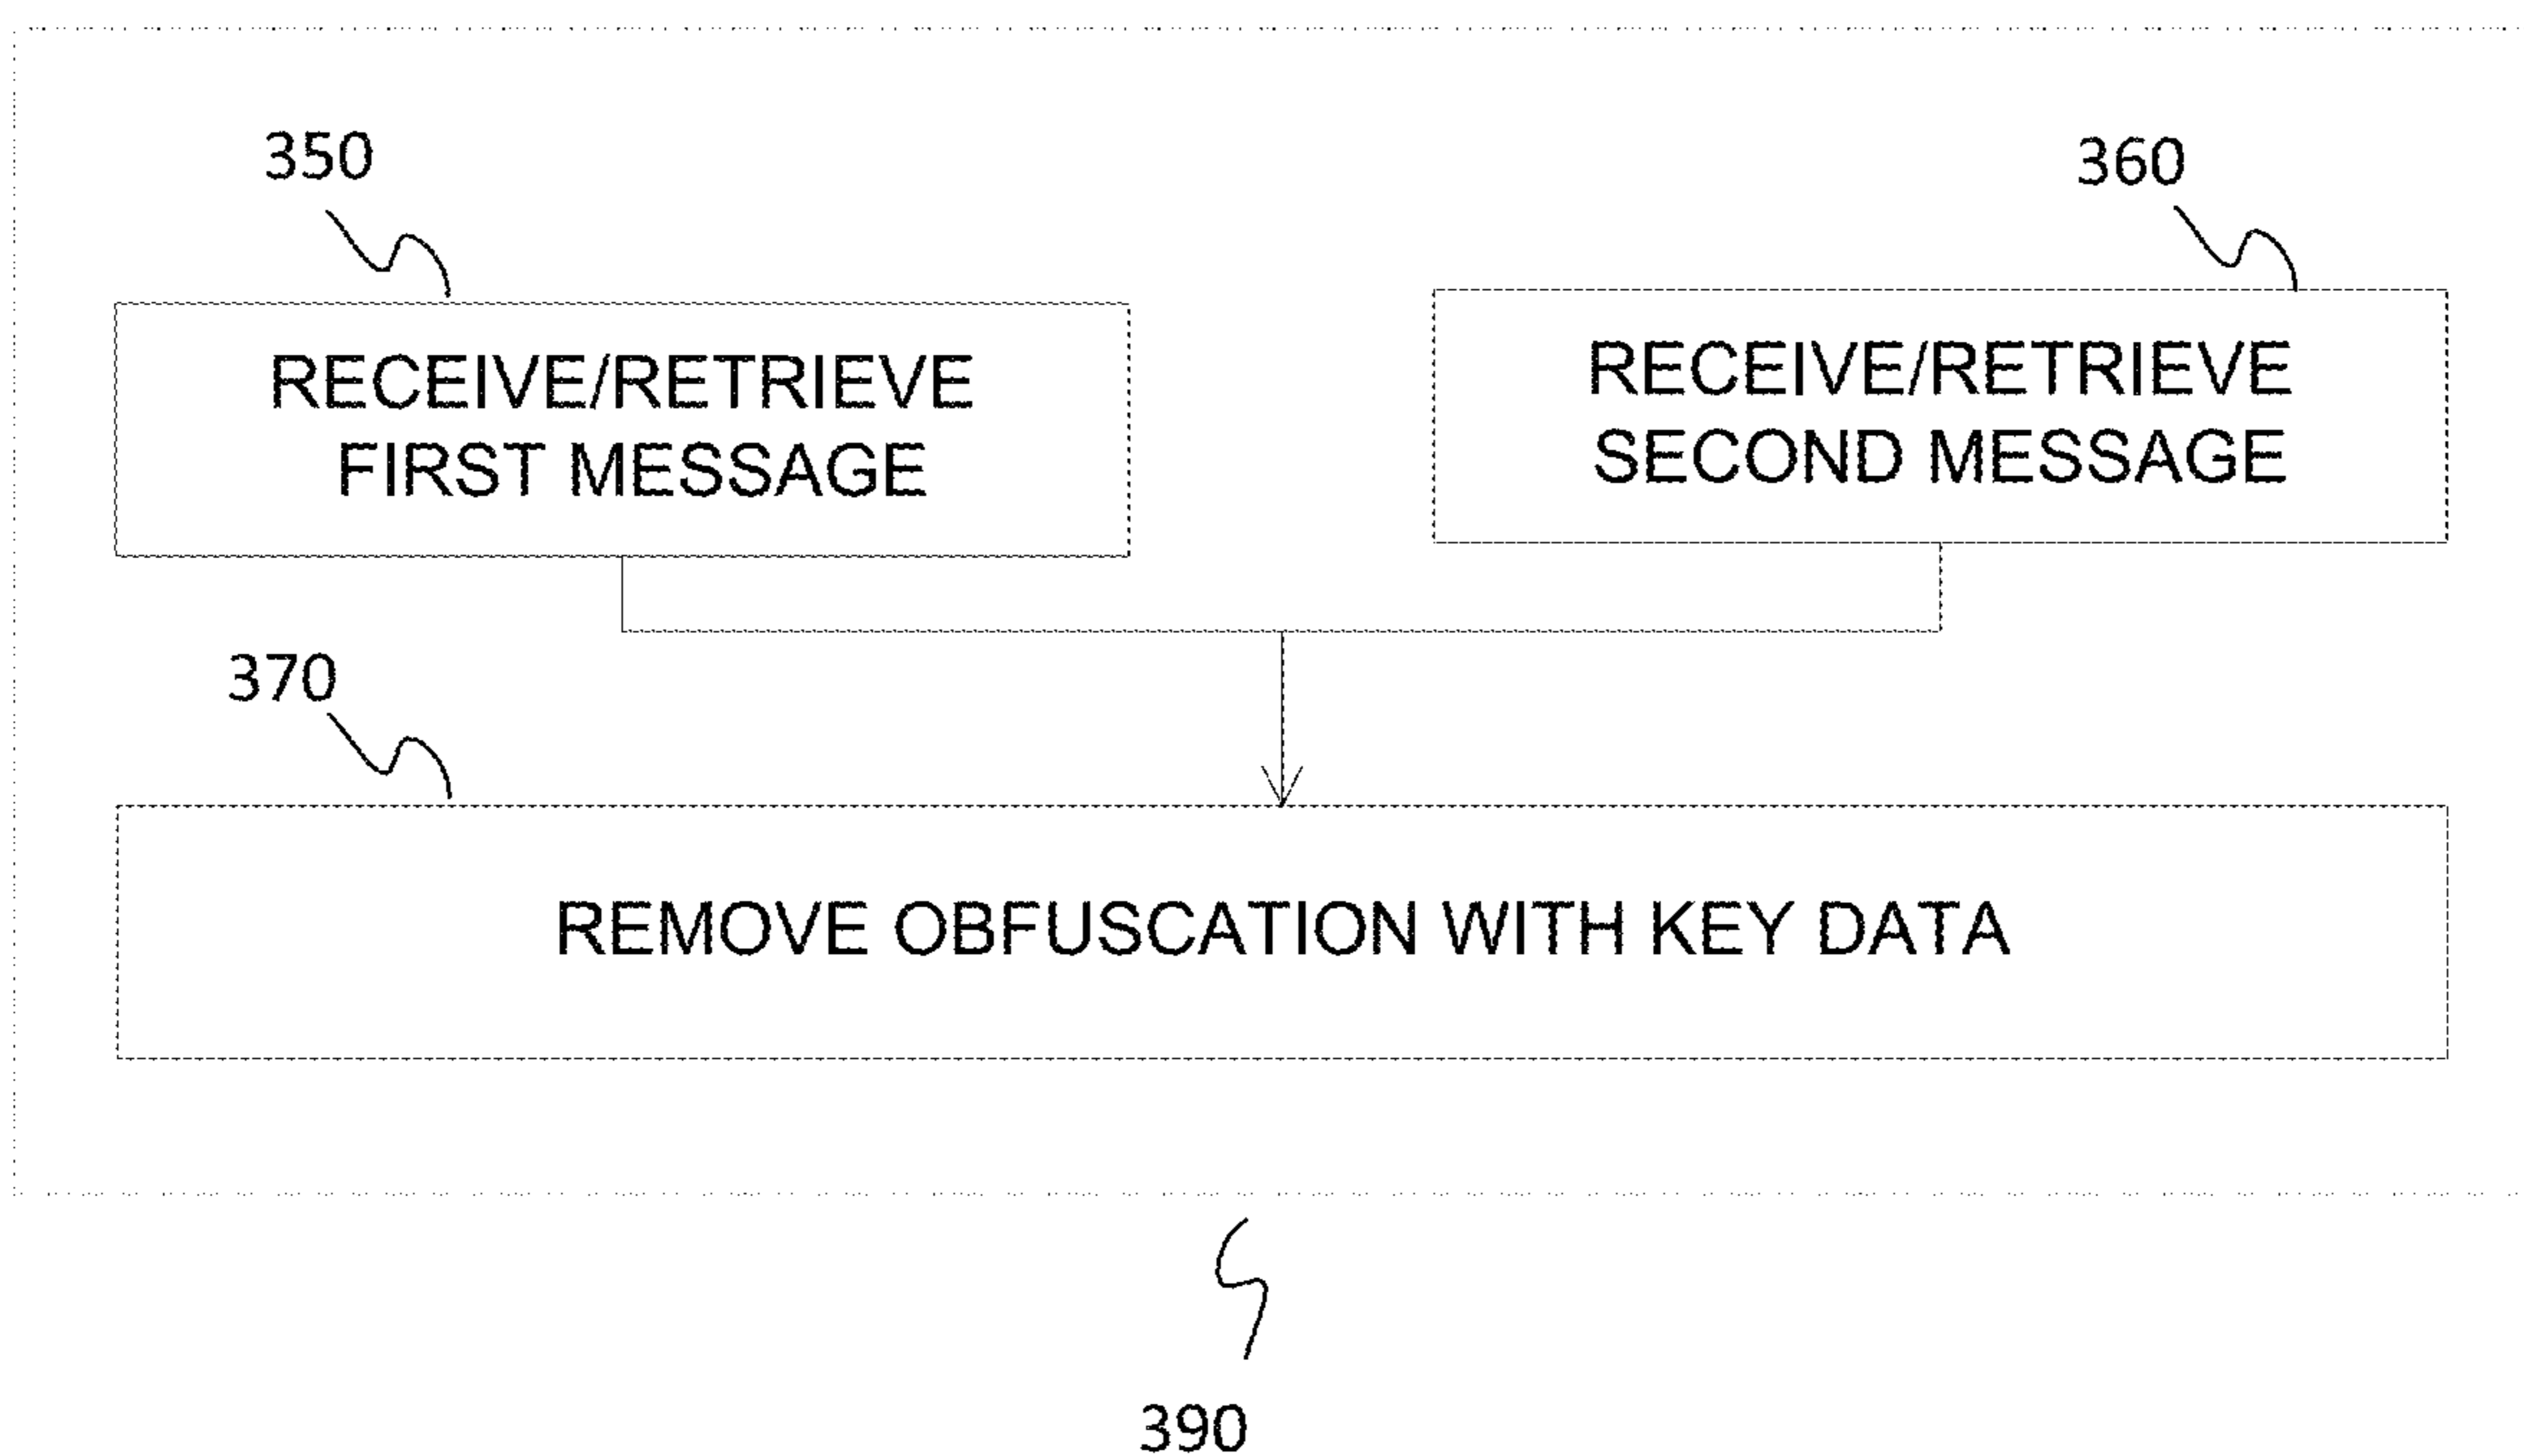 350
360
RECEIVE/RETRIEVE
FIRST MESSAGE
RECEIVE/RETRIEVE
SECOND MESSAGE
370
REMOVE OBFUSCATION WITH KEY DATA
390